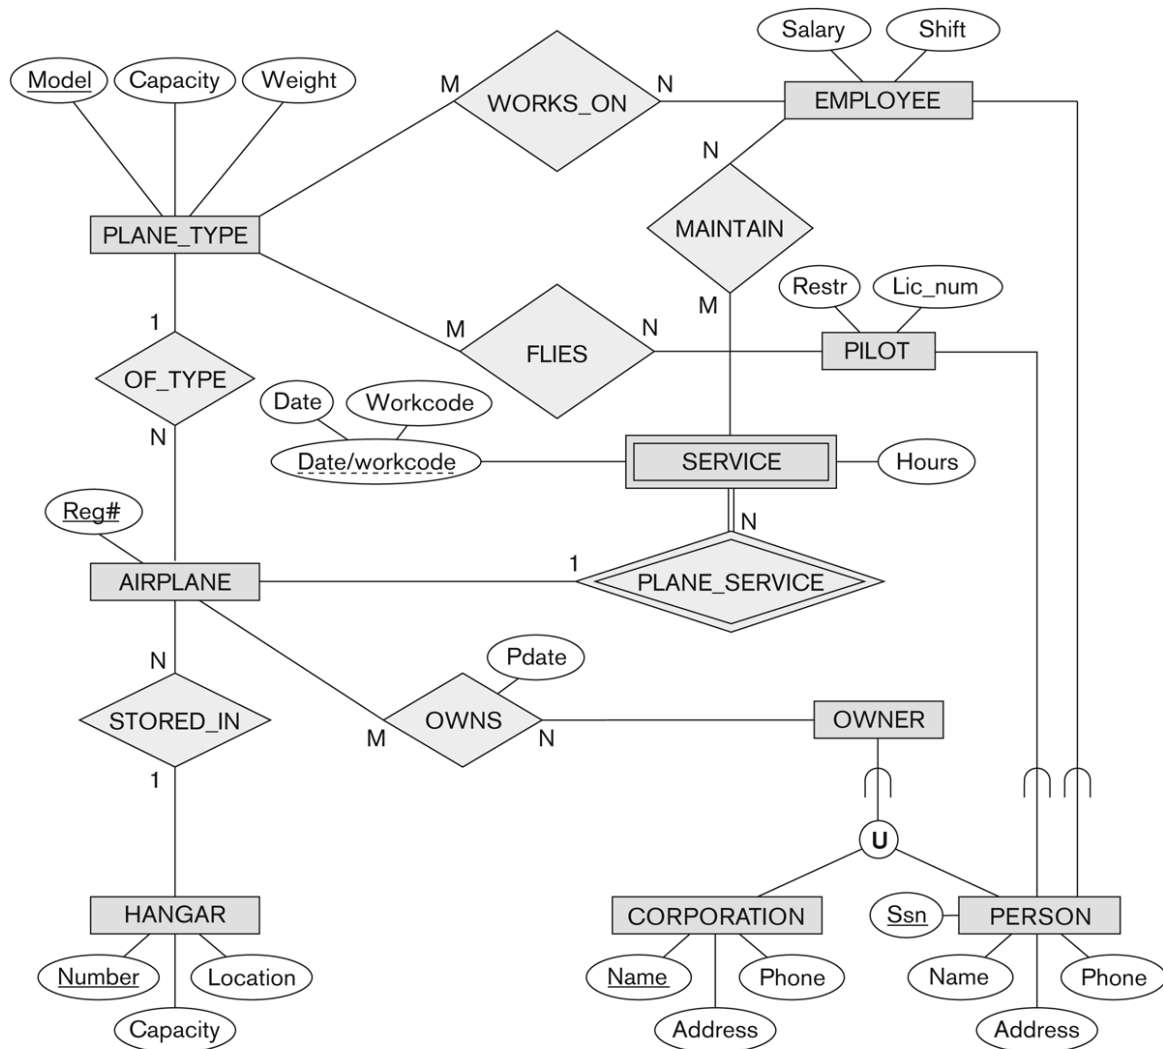 Salary
Shift
Model
Capacity
Weight
M
WORKS_ON
N
EMPLOYEE
N
PLANE_TYPE
MAINTAIN
Restr
Lic_num
M
1
M
FLIES
N
PILOT
OF_TYPE
Date
Workcode
N
Date/workcode
SERVICE
Hours
Reg#
N
1
AIRPLANE
PLANE_SERVICE
N
Pdate
STORED_IN
OWNS
OWNER
M
N
1
U
HANGAR
CORPORATION
Ssn
PERSON
Number
Location
Name
Phone
Name
Phone
Capacity
Address
Address